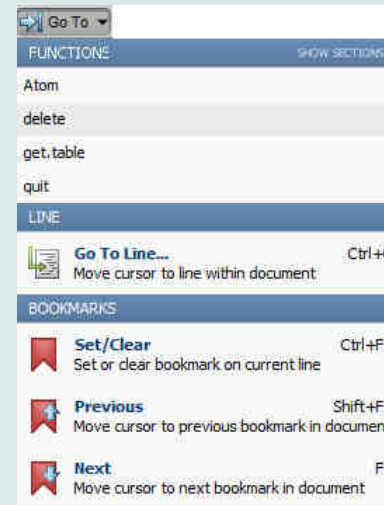 Go To
FUNCTIONS SHOW SECTIONS
Atom
delete
get.table
quit
LINE
Go To Line...
Move cursor to line within document
BOOKMARKS
Set/Clear
Set or clear bookmark on current line
Previous
Move cursor to previous bookmark in
Next
Move cursor to next bookmark in document